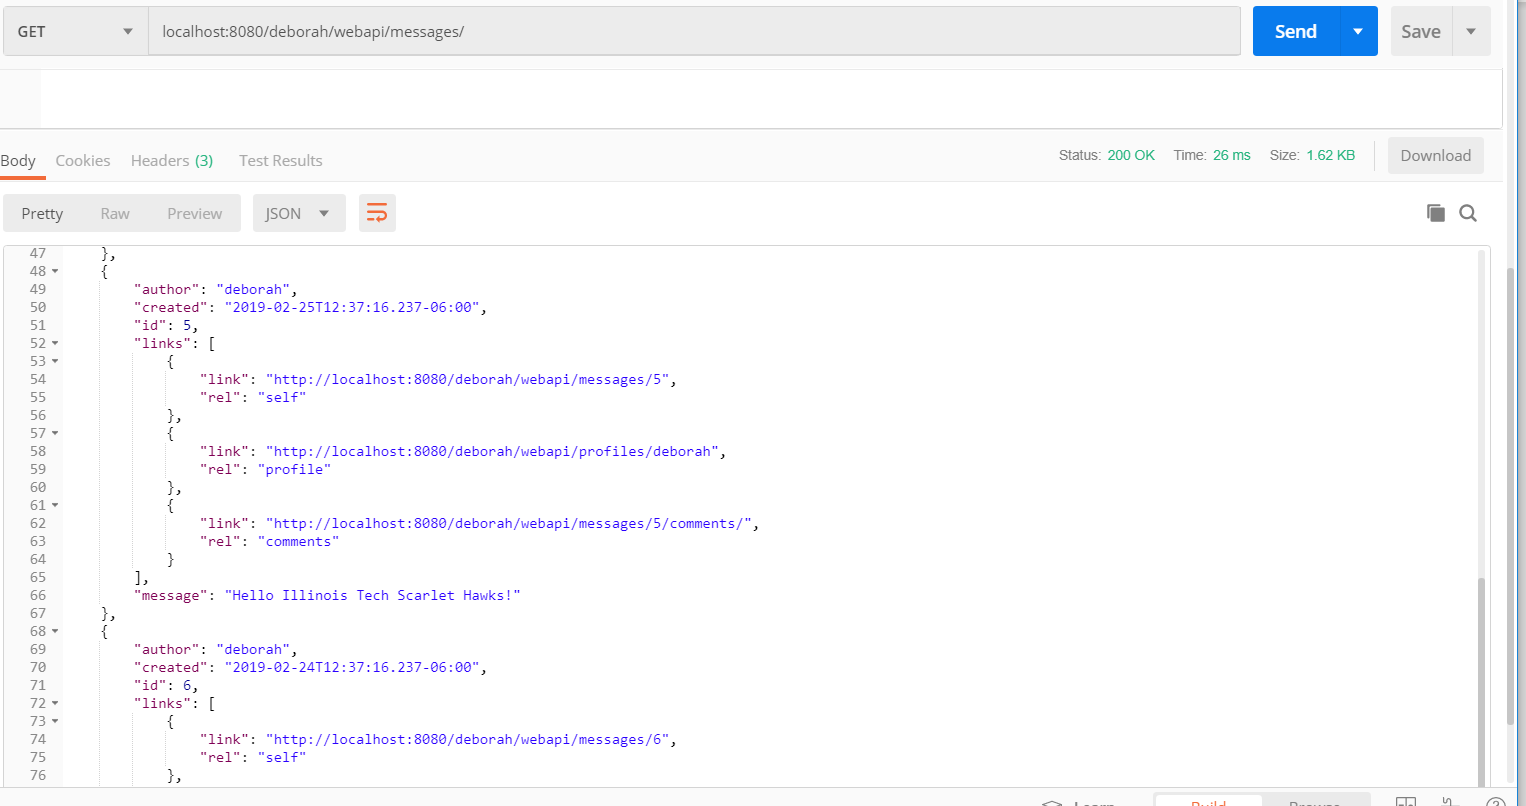 GET
localhost:8080/deborah/webapi/messages/
Send
Save
Body Cookies Headers (3) Test Results
Status: 200 OK Time: 26 ms Size: 1.62 KB
Download
Pretty Raw Preview JSON
47 },
48 {
49 "author": "deborah",
50 "created": "2019-02-25T12:37:16.237-06:00",
51 "id": 5,
52 "links": [
53 {
54 "link": "http://localhost:8080/deborah/webapi/messages/5",
55 "rel": "self"
56 },
57 {
58 "link": "http://localhost:8080/deborah/webapi/profiles/deborah",
59 "rel": "profile"
60 },
61 {
62 "link": "http://localhost:8080/deborah/webapi/messages/5/comments/",
63 "rel": "comments"
64 }
65 ],
66 "message": "Hello Illinois Tech Scarlet Hawks!"
67 },
68 {
69 "author": "deborah",
70 "created": "2019-02-24T12:37:16.237-06:00",
71 "id": 6,
72 "links": [
73 {
74 "link": "http://localhost:8080/deborah/webapi/messages/6",
75 "rel": "self"
76 },
Learn Build Browse